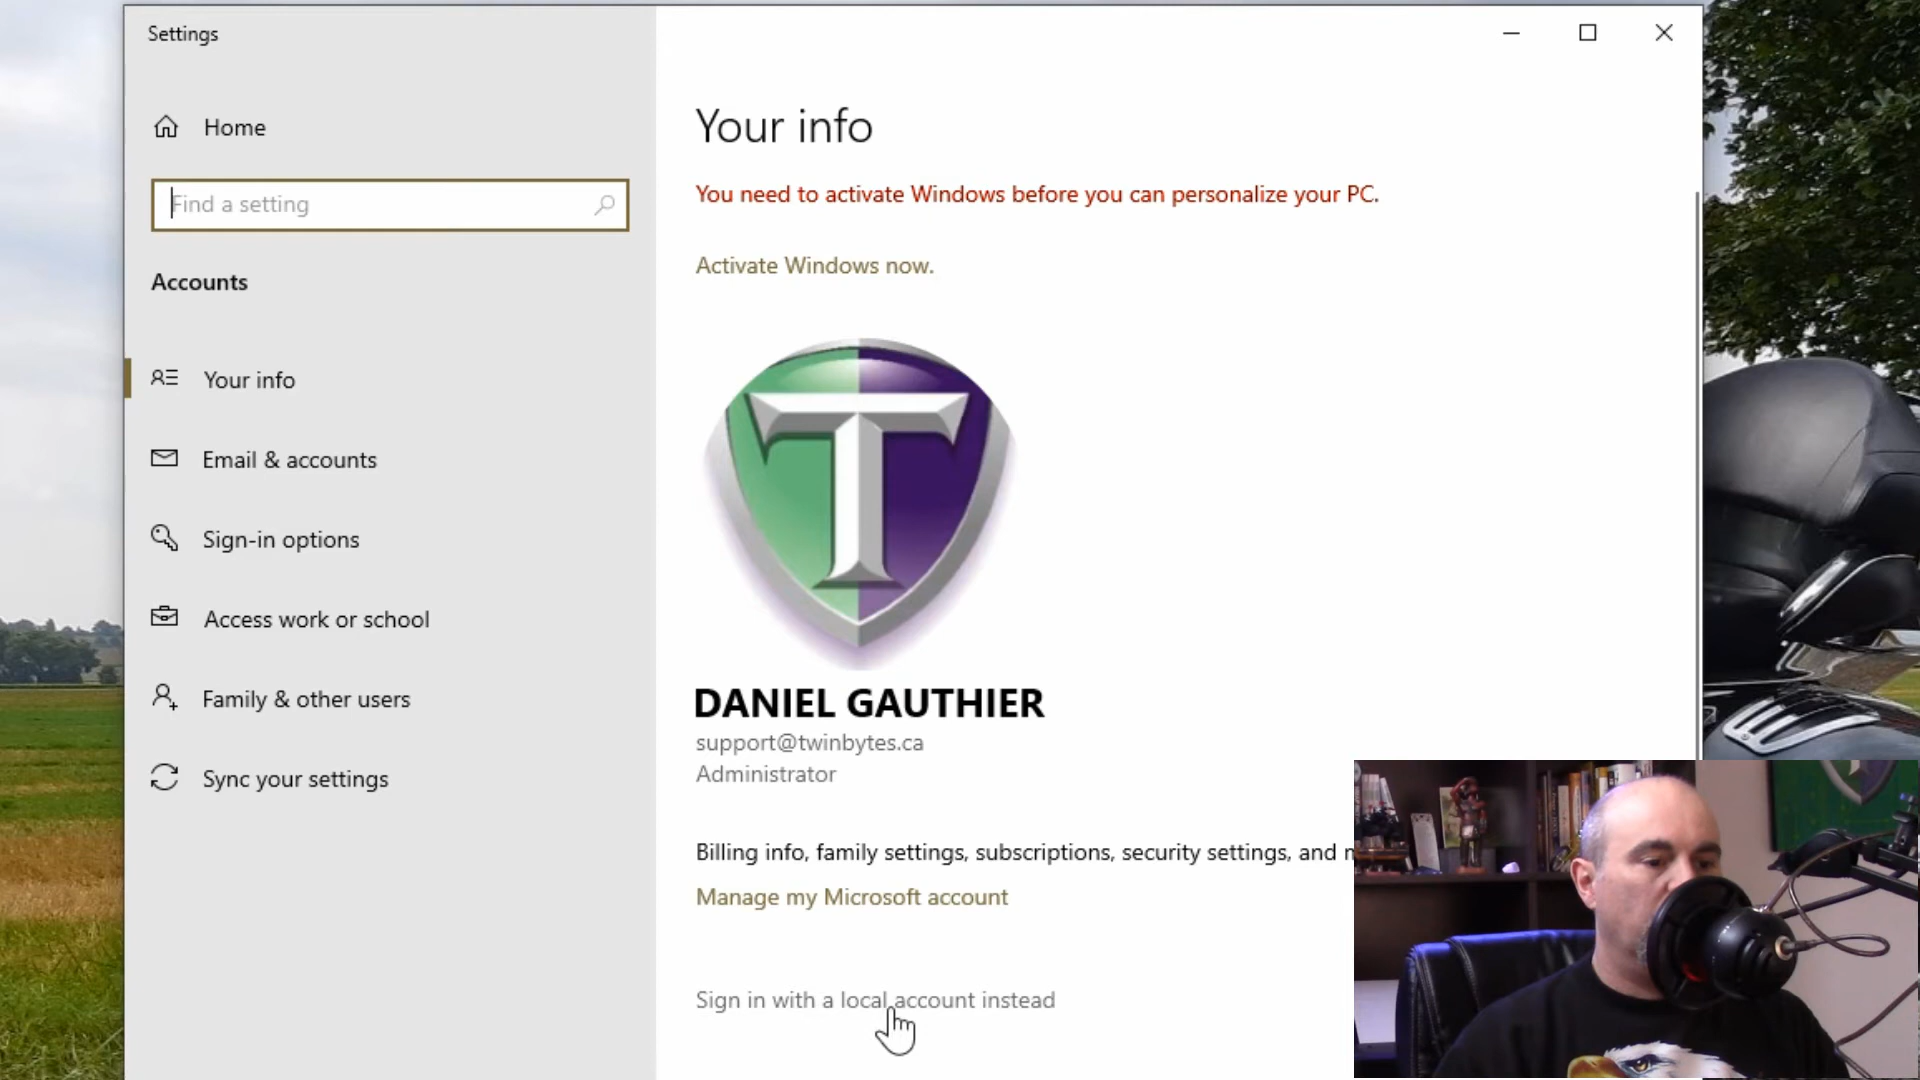 Settings
Home
Find a setting
Accounts
Your info
Email & accounts
Sign-in options
Access work or school
Family & other users
Sync your settings
Your info
You need to activate Windows before you can personalize your PC.
Activate Windows now.
T
DANIEL GAUTHIER
support@twinbytes.ca
Administrator
Billing info, family settings, subscriptions, security settings, and
Manage my Microsoft account
Sign in with a local account instead